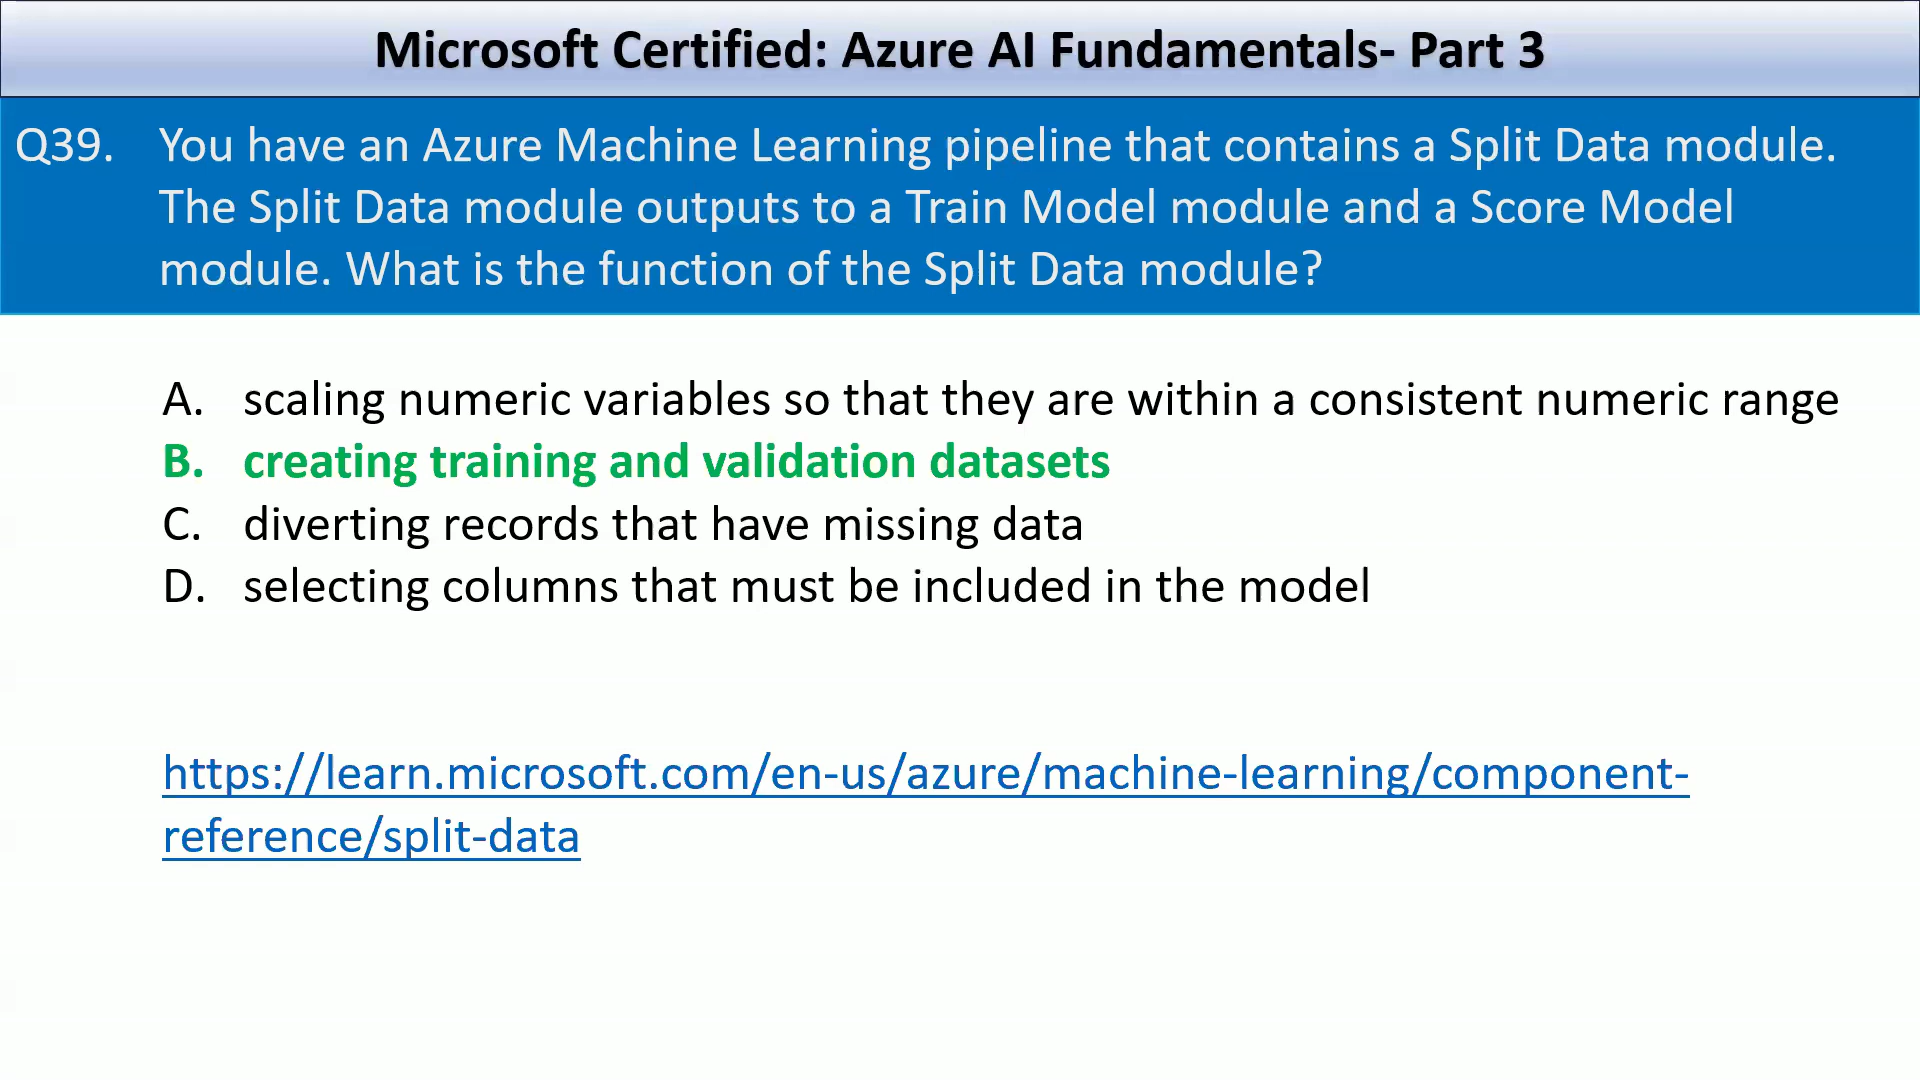 Microsoft Certified: Azure AI Fundamentals- Part 3
Q39. You have an Azure Machine Learning pipeline that contains a Split Data module.
The Split Data module outputs to a Train Model module and a Score Model
module. What is the function of the Split Data module?
A. scaling numeric variables so that they are within a consistent numeric range
B. creating training and validation datasets
C. diverting records that have missing data
D. selecting columns that must be included in the model
https://learn.microsoft.com/en-us/azure/machine-learning/component-
reference/split-data